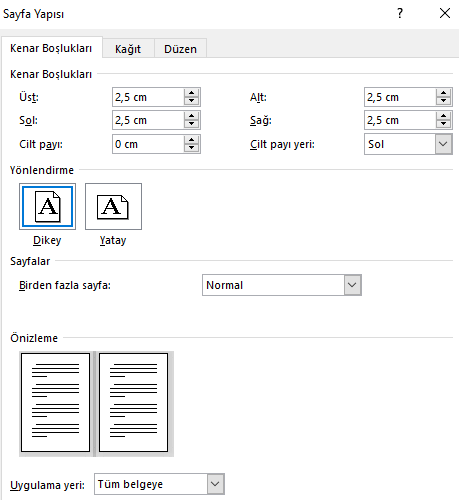 Sayfa Yapısı ? ✕
Kenar Boşlukları Kağıt Düzen
Kenar Boşlukları
Üst: 2,5 cm Alt: 2,5 cm
Sol: 2,5 cm Sağ: 2,5 cm
Cilt payı: 0 cm Cilt payı yeri: Sol
Yönlendirme
A A
Dikey Yatay
Sayfalar
Birden fazla sayfa: Normal
Önizleme
Uygulama yeri: Tüm belgeye